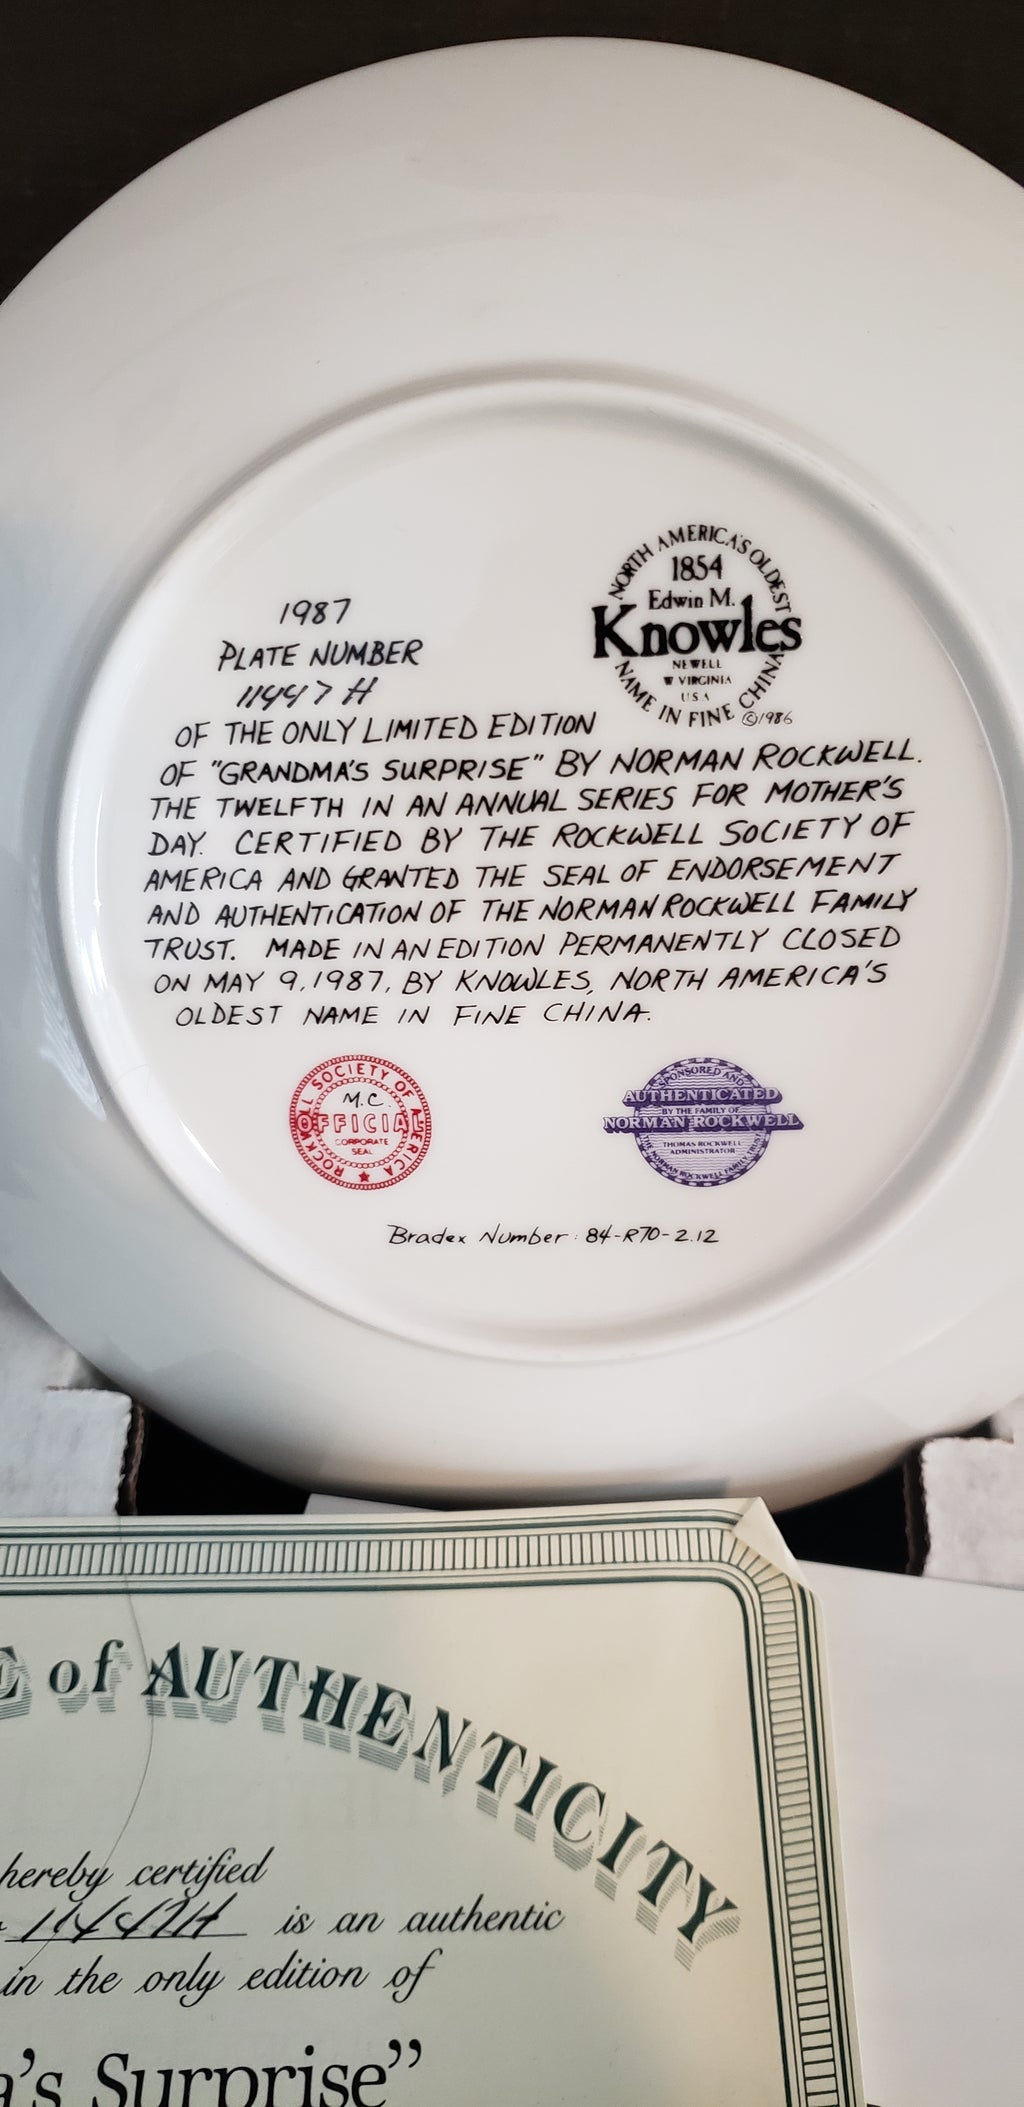 1987
PLATE NUMBER
11447 H
OF THE ONLY LIMITED EDITION
OF "GRANDMA'S SURPRISE" BY NORMAN ROCKWELL.
THE TWELFTH IN AN ANNUAL SERIES FOR MOTHER'S
DAY. CERTIFIED BY THE ROCKWELL SOCIETY OF
AMERICA AND GRANTED THE SEAL OF ENDORSEMENT
AND AUTHENTICATION OF THE NORMAN ROCKWELL FAMILY
TRUST. MADE IN AN EDITION PERMANENTLY CLOSED
ON MAY 9, 1987, BY KNOWLES, NORTH AMERICA'S
OLDEST NAME IN FINE CHINA.
NORTH AMERICA'S OLDEST
1854
Edwin M.
Knowles
NEWELL
W VIRGINIA
USA
NAME IN FINE CHINA
©1986
ROCKWELL SOCIETY OF AMERICA
M.C.
OFFICIAL
CORPORATE
SEAL
SPONSORED AND
AUTHENTICATED
BY THE FAMILY OF
NORMAN ROCKWELL
THOMAS ROCKWELL
ADMINISTRATOR
NORMAN ROCKWELL FAMILY
Bradex Number: 84-R70-2.12
E of AUTHENTICITY
hereby certified
11447H is an authentic
in the only edition of
a's Surprise"